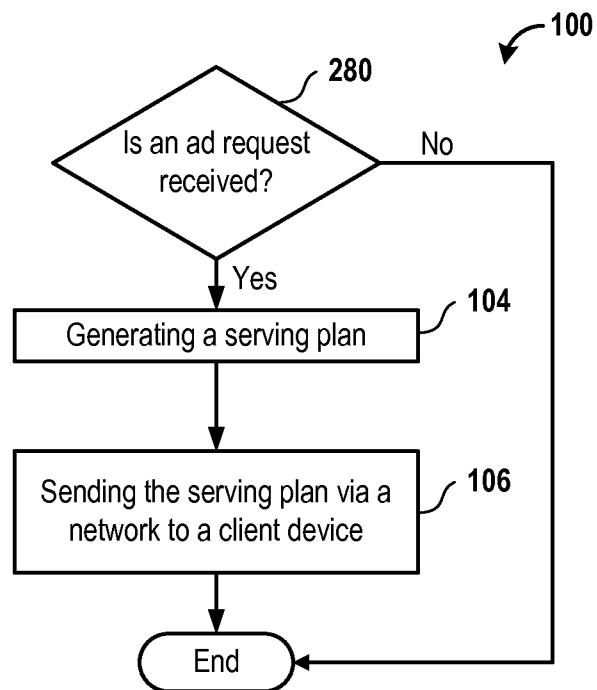 100
280
Is an ad request
received?
No
Yes
104
Generating a serving plan
106
Sending the serving plan via a
network to a client device
End